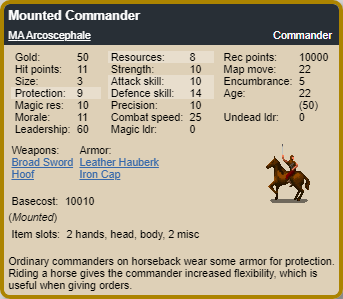 Mounted Commander
MA Arcoscephale Commander
Gold: 50 Resources: 8 Rec points: 10000
Hit points: 11 Strength: 10 Map move: 22
Size: 3 Attack skill: 10 Encumbrance: 5
Protection: 9 Defence skill: 14 Age: 22
Magic res: 10 Precision: 10 (50)
Morale: 11 Combat speed: 25 Undead ldr: 0
Leadership: 60 Magic ldr: 0
Weapons: Armor:
Broad Sword Leather Hauberk
Hoof Iron Cap
Basecost: 10010
(Mounted)
Item slots: 2 hands, head, body, 2 misc
Ordinary commanders on horseback wear some armor for protection.
Riding a horse gives the commander increased flexibility, which is
useful when giving orders.